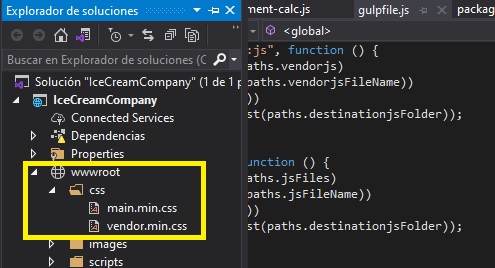 Explorador de soluciones
Buscar en Explorador de soluciones (
Solución "IceCreamCompany" (1 de 1 p
IceCreamCompany
Connected Services
Dependencias
Properties
wwwroot
css
main.min.css
vendor.min.css
images
scripts
ment-calc.js
gulpfile.js
packag
<global>
:js", function () {
paths.vendorjs)
paths.vendorjsFileName))
))
est(paths.destinationjsFolder));
unction () {
paths.jsFiles)
paths.jsFileName))
))
st(paths.destinationjsFolder));